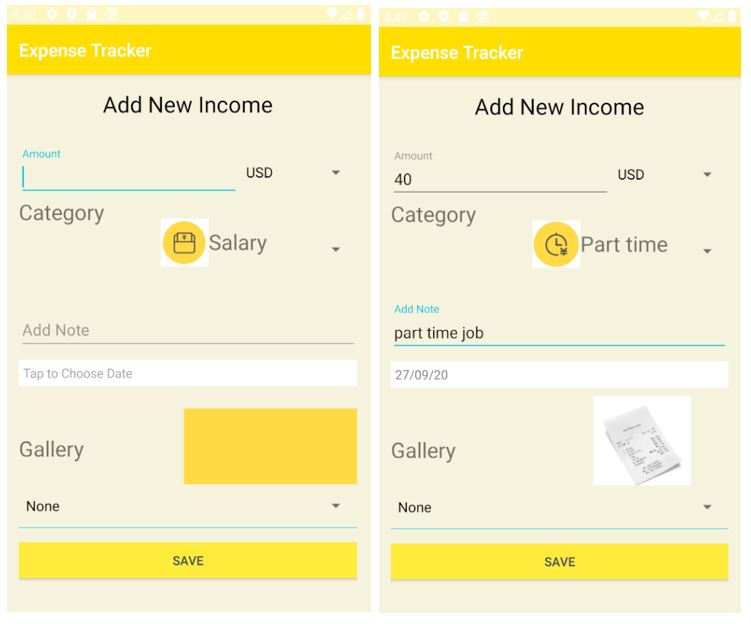 4:50
Expense Tracker
Add New Income
Amount
USD
Category
Salary
Add Note
Tap to Choose Date
Gallery
None
SAVE
4:49
Expense Tracker
Add New Income
Amount
40
USD
Category
Part time
Add Note
part time job
27/09/20
Gallery
None
SAVE